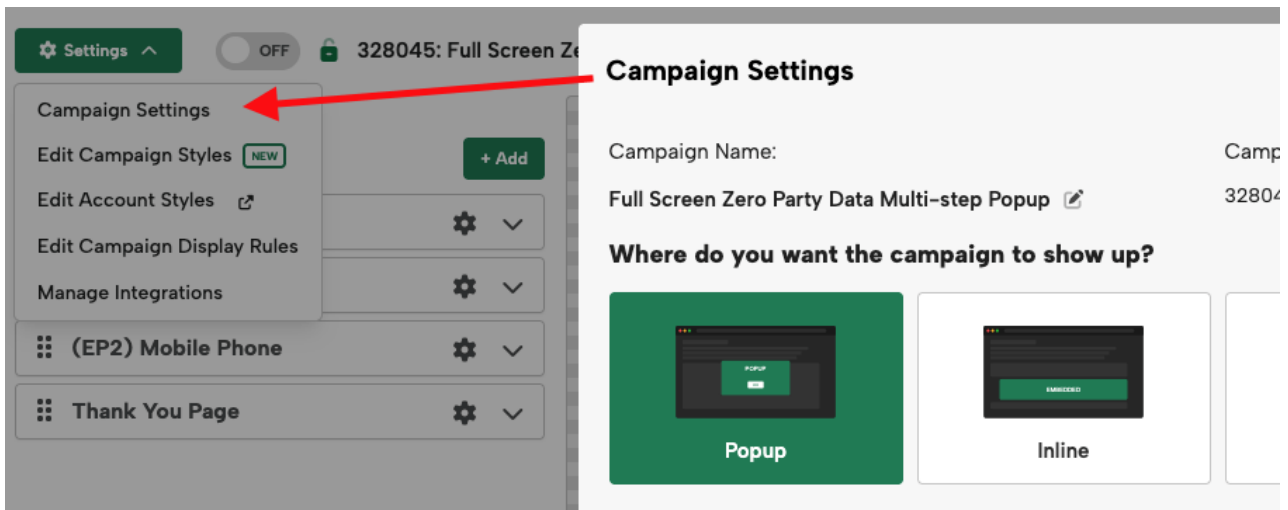 Settings
OFF
328045: Full Screen Ze
Campaign Settings
Edit Campaign Styles NEW
Edit Account Styles
Edit Campaign Display Rules
Manage Integrations
+ Add
(EP2) Mobile Phone
Thank You Page
Campaign Settings
Campaign Name:
Camp
Full Screen Zero Party Data Multi-step Popup
32804
Where do you want the campaign to show up?
POPUP
Popup
EMBEDDED
Inline